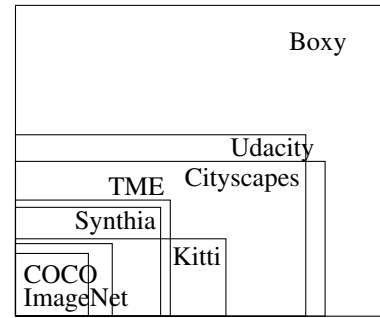 Boxy
Udacity
Cityscapes
TME
Synthia
Kitti
COCO
ImageNet